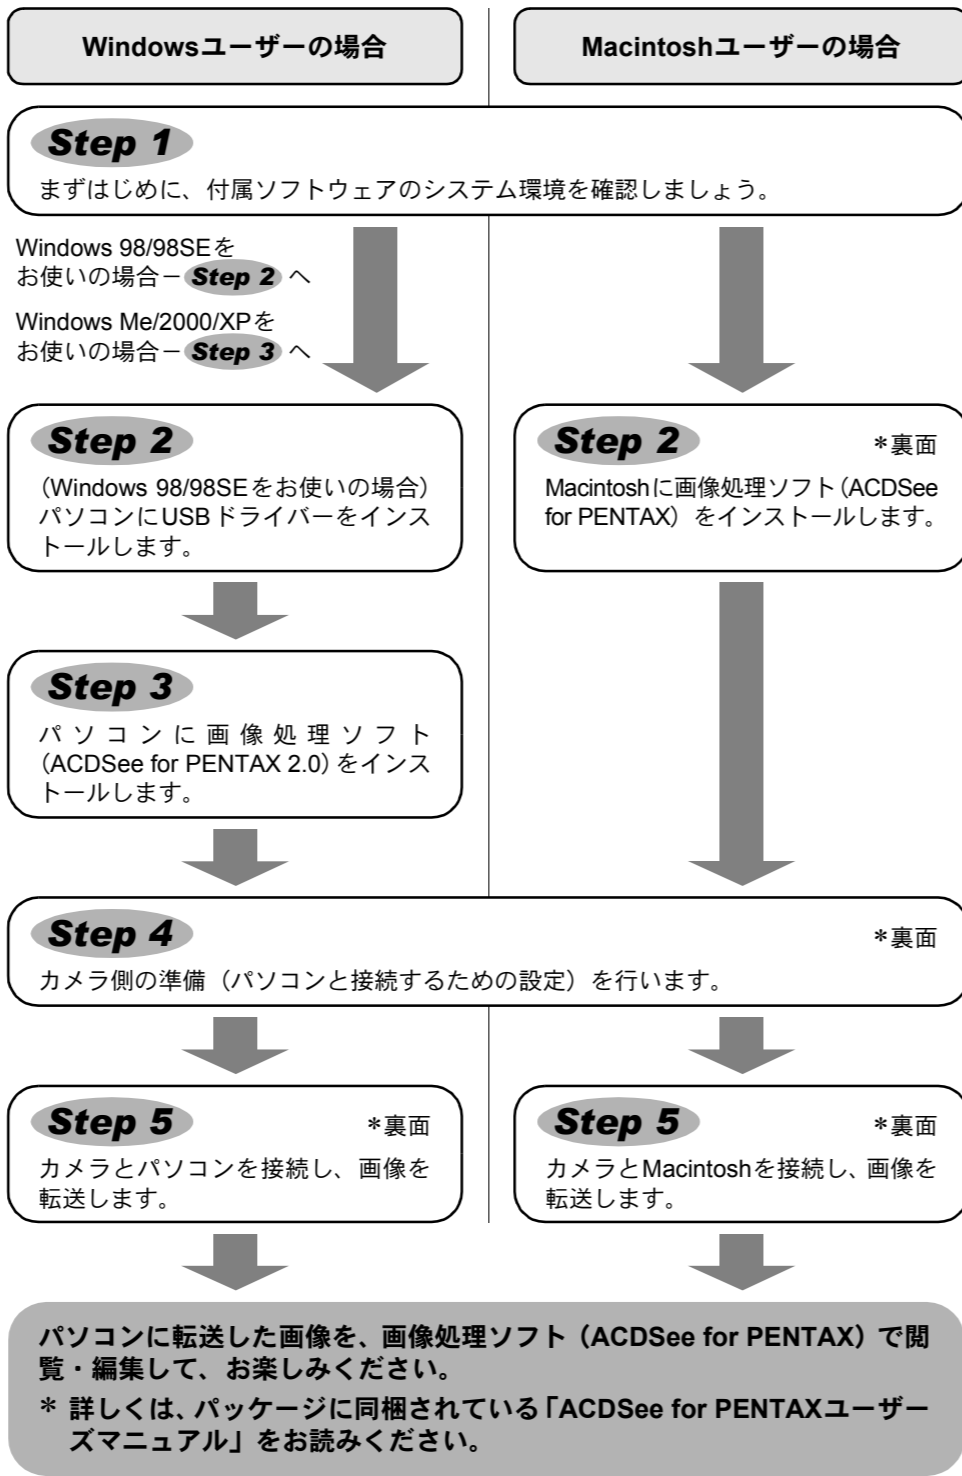 Windowsユーザーの場合
Macintoshユーザーの場合
Step 1
まずはじめに、付属ソフトウェアのシステム環境を確認しましょう。
Windows 98/98SEを
お使いの場合－Step 2 へ
Windows Me/2000/XPを
お使いの場合－Step 3 へ
Step 2
（Windows 98/98SEをお使いの場合）
パソコンにUSBドライバーをインス
トールします。
Step 2
＊裏面
Macintoshに画像処理ソフト（ACDSee
for PENTAX）をインストールします。
Step 3
パソコンに画像処理ソフト
（ACDSee for PENTAX 2.0）をインス
トールします。
Step 4
＊裏面
カメラ側の準備（パソコンと接続するための設定）を行います。
Step 5
＊裏面
カメラとパソコンを接続し、画像を
転送します。
Step 5
＊裏面
カメラとMacintoshを接続し、画像を
転送します。
パソコンに転送した画像を、画像処理ソフト（ACDSee for PENTAX）で閲
覧・編集して、お楽しみください。
＊ 詳しくは、パッケージに同梱されている「ACDSee for PENTAXユーザー
ズマニュアル」をお読みください。